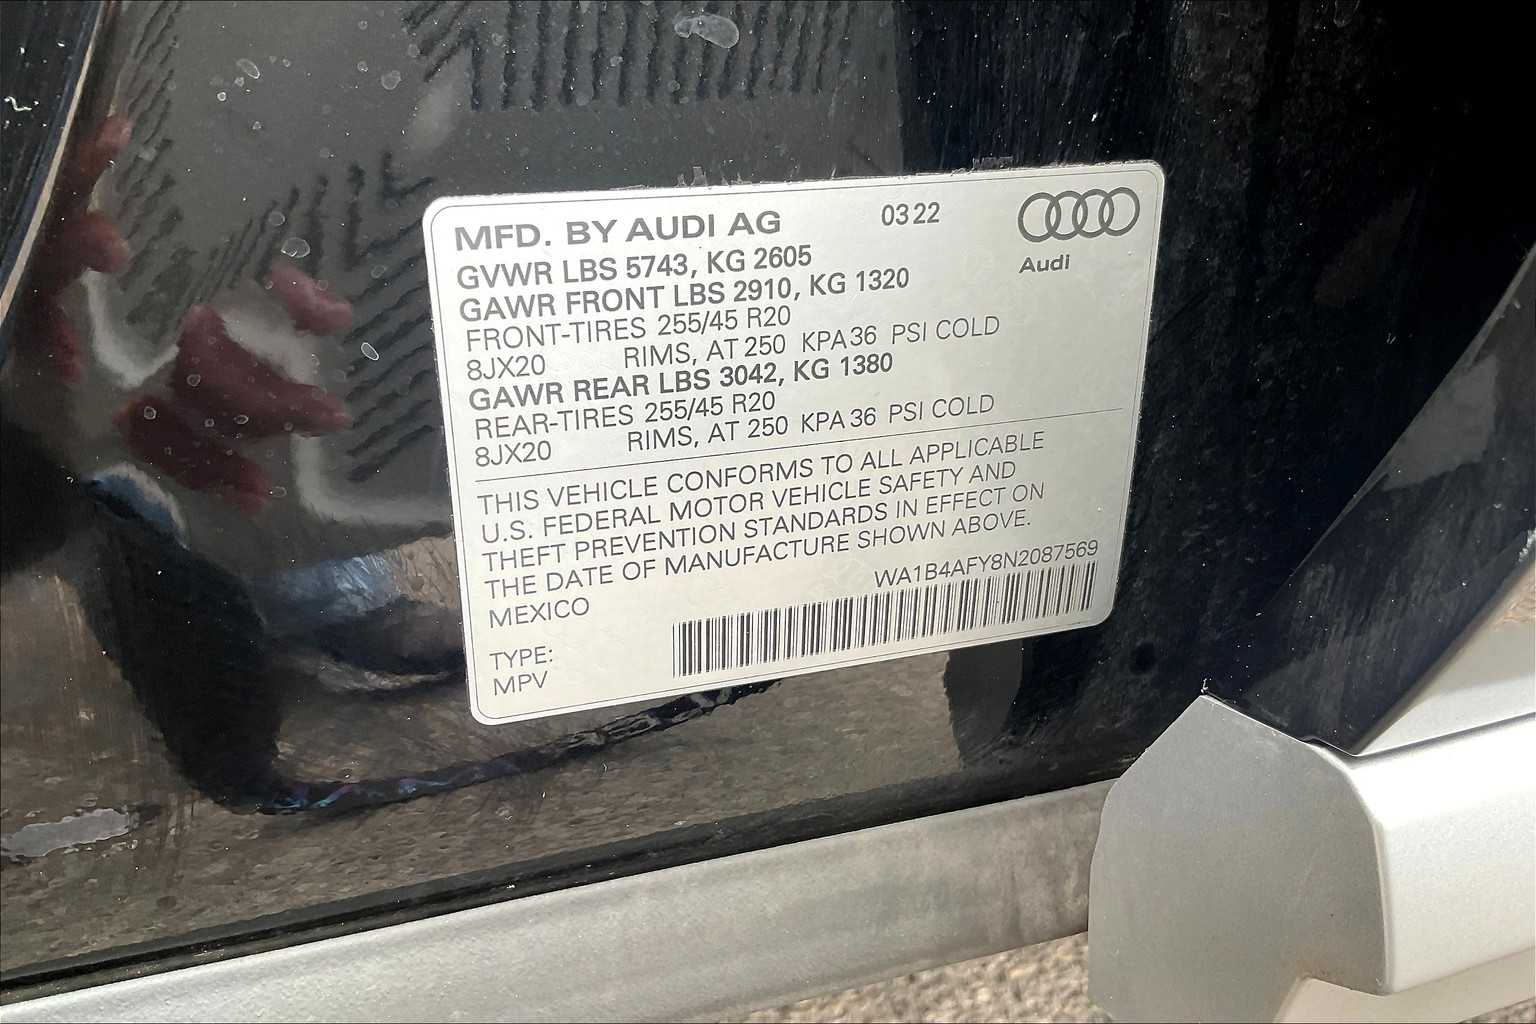 MFD. BY AUDI AG 03 22
Audi
GVWR LBS 5743, KG 2605
GAWR FRONT LBS 2910, KG 1320
FRONT-TIRES 255/45 R20
8JX20 RIMS, AT 250 KPA 36 PSI COLD
GAWR REAR LBS 3042, KG 1380
REAR-TIRES 255/45 R20
8JX20 RIMS, AT 250 KPA 36 PSI COLD
THIS VEHICLE CONFORMS TO ALL APPLICABLE
U.S. FEDERAL MOTOR VEHICLE SAFETY AND
THEFT PREVENTION STANDARDS IN EFFECT ON
THE DATE OF MANUFACTURE SHOWN ABOVE.
MEXICO WA1B4AFY8N2087569
TYPE:
MPV